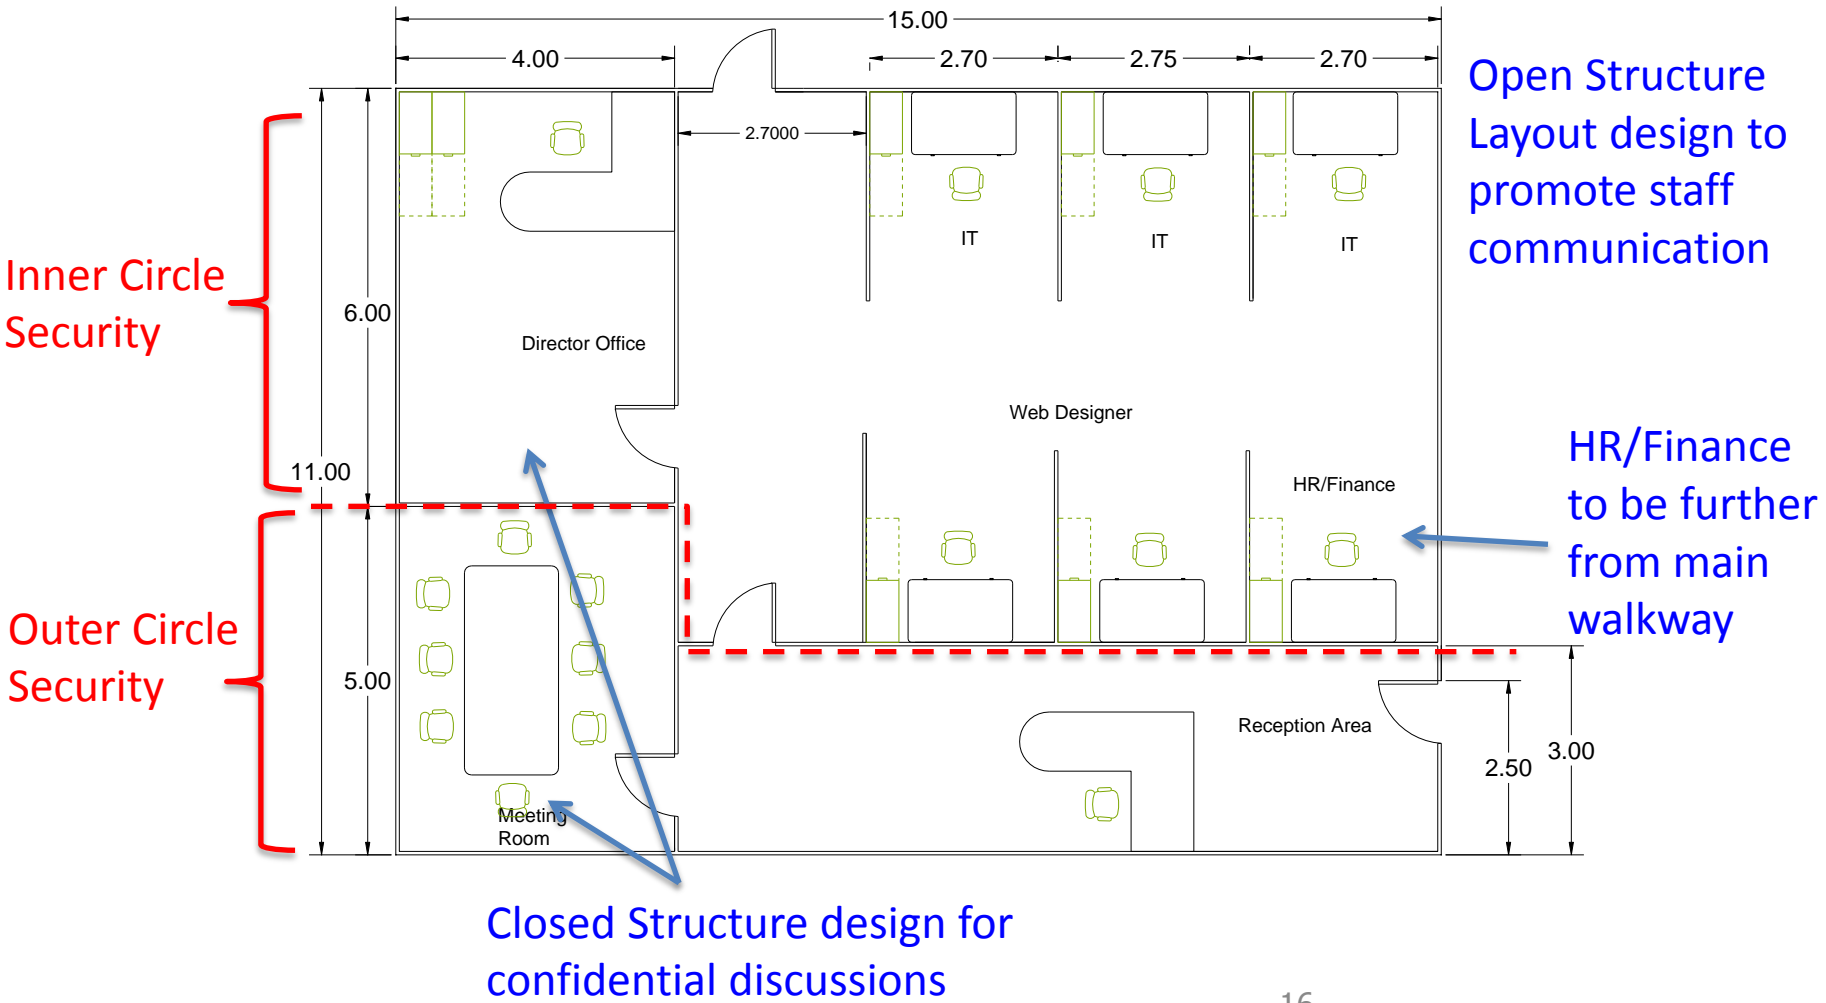 15.00
4.00
2.70
2.75
2.70
2.7000
Open Structure
Layout design to
promote staff
communication
IT
IT
IT
Inner Circle
Security
6.00
Director Office
Web Designer
11.00
HR/Finance
HR/Finance
to be further
from main
walkway
Outer Circle
Security
5.00
Reception Area
2.50
3.00
Meeting
Room
Closed Structure design for
confidential discussions
16